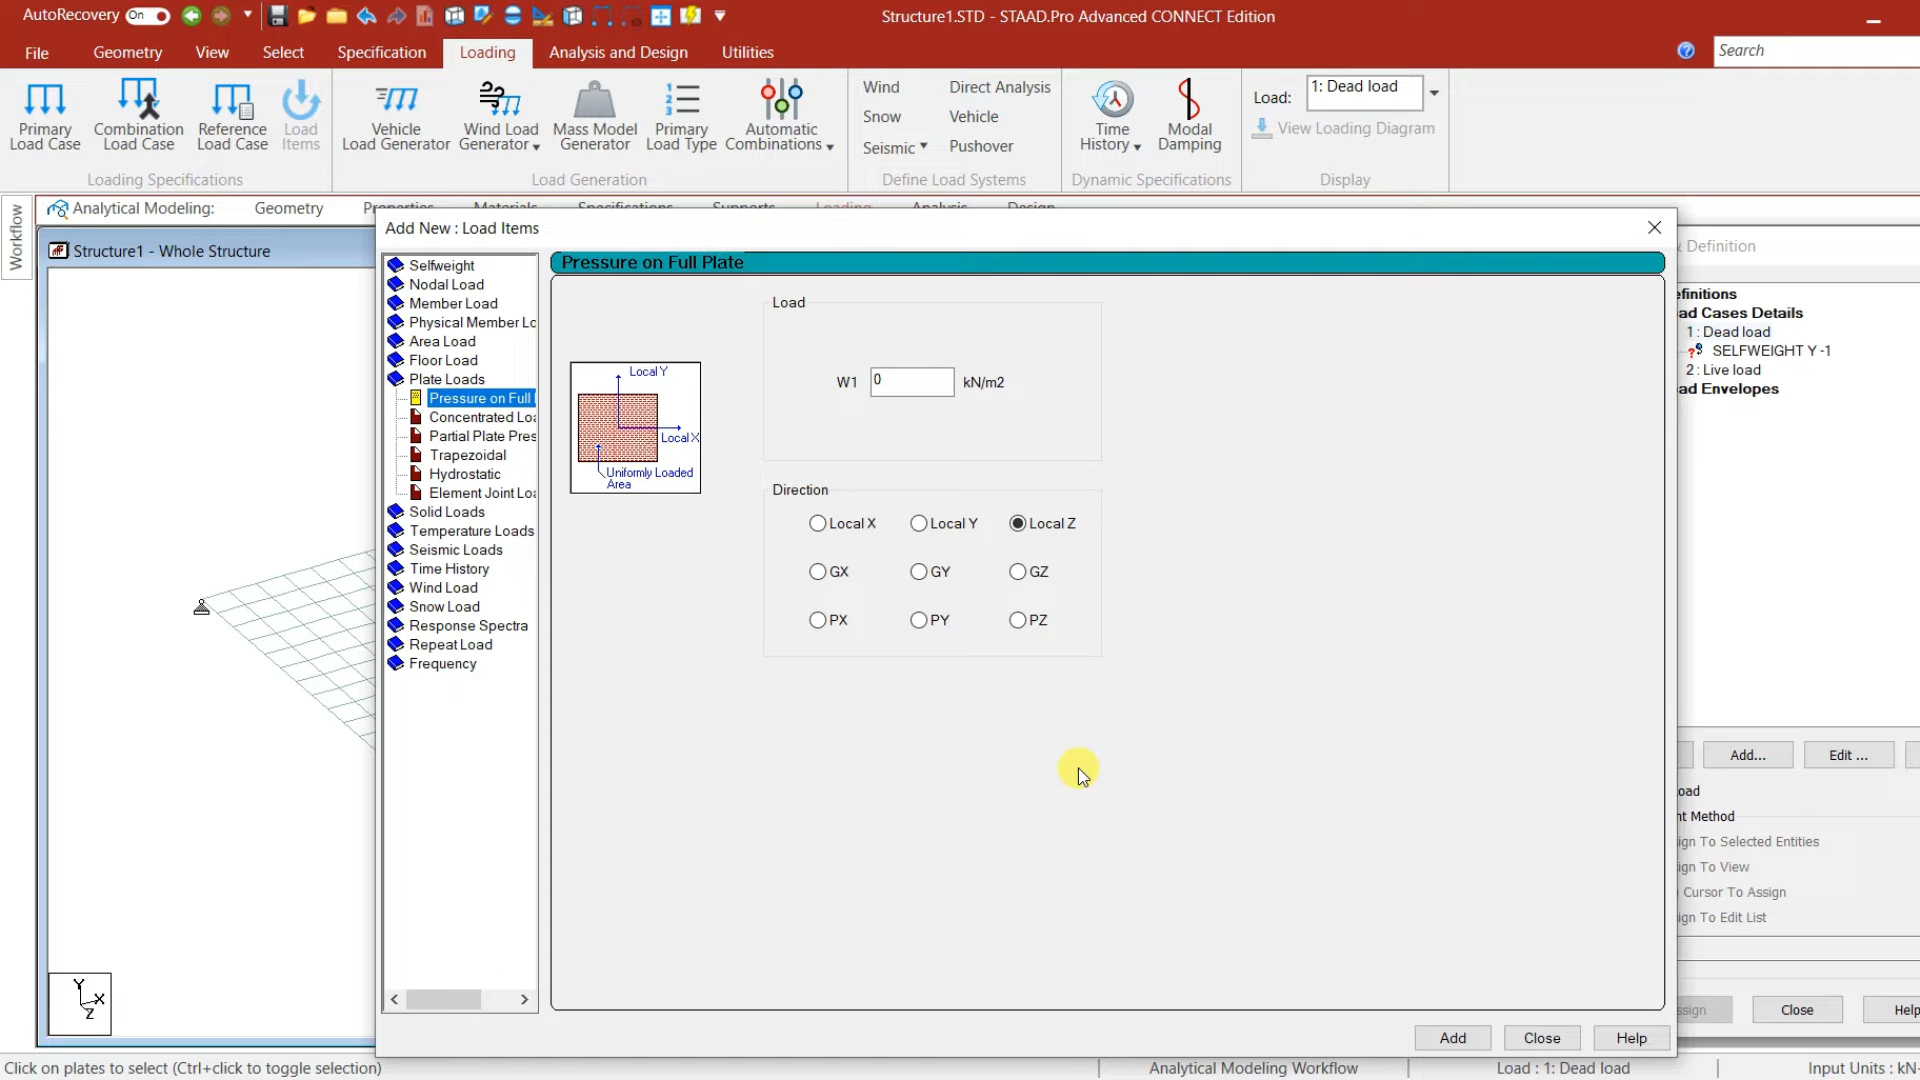 AutoRecovery On
Structure1.STD - STAAD.Pro Advanced CONNECT Edition
File Geometry View Select Specification Loading Analysis and Design Utilities
Search
Primary Load Case
Combination Load Case
Reference Load Case
Load Items
Loading Specifications
Vehicle Load Generator
Wind Load Generator
Mass Model Generator
Primary Load Type
Automatic Combinations
Load Generation
Wind Direct Analysis
Snow Vehicle
Seismic Pushover
Define Load Systems
Time History
Modal Damping
Dynamic Specifications
Load: 1: Dead load
View Loading Diagram
Display
Workflow
Analytical Modeling: Geometry Properties Materials Specifications Supports Loading Analysis Design
Structure1 - Whole Structure
Add New : Load Items
Selfweight
Nodal Load
Member Load
Physical Member Lo
Area Load
Floor Load
Plate Loads
Pressure on Full
Concentrated Loa
Partial Plate Pres
Trapezoidal
Hydrostatic
Element Joint Loa
Solid Loads
Temperature Loads
Seismic Loads
Time History
Wind Load
Snow Load
Response Spectra
Repeat Load
Frequency
Pressure on Full Plate
Local Y
Local X
Uniformly Loaded
Area
Load
W1 0 kN/m2
Direction
Local X Local Y Local Z
GX GY GZ
PX PY PZ
Add Close Help
Definition
efinitions
ad Cases Details
1 : Dead load
SELFWEIGHT Y -1
2 : Live load
ad Envelopes
Add... Edit ...
oad
nt Method
ign To Selected Entities
ign To View
Cursor To Assign
ign To Edit List
ssign Close Help
Y
X
Z
Click on plates to select (Ctrl+click to toggle selection)
Analytical Modeling Workflow
Load : 1: Dead load
Input Units : kN-